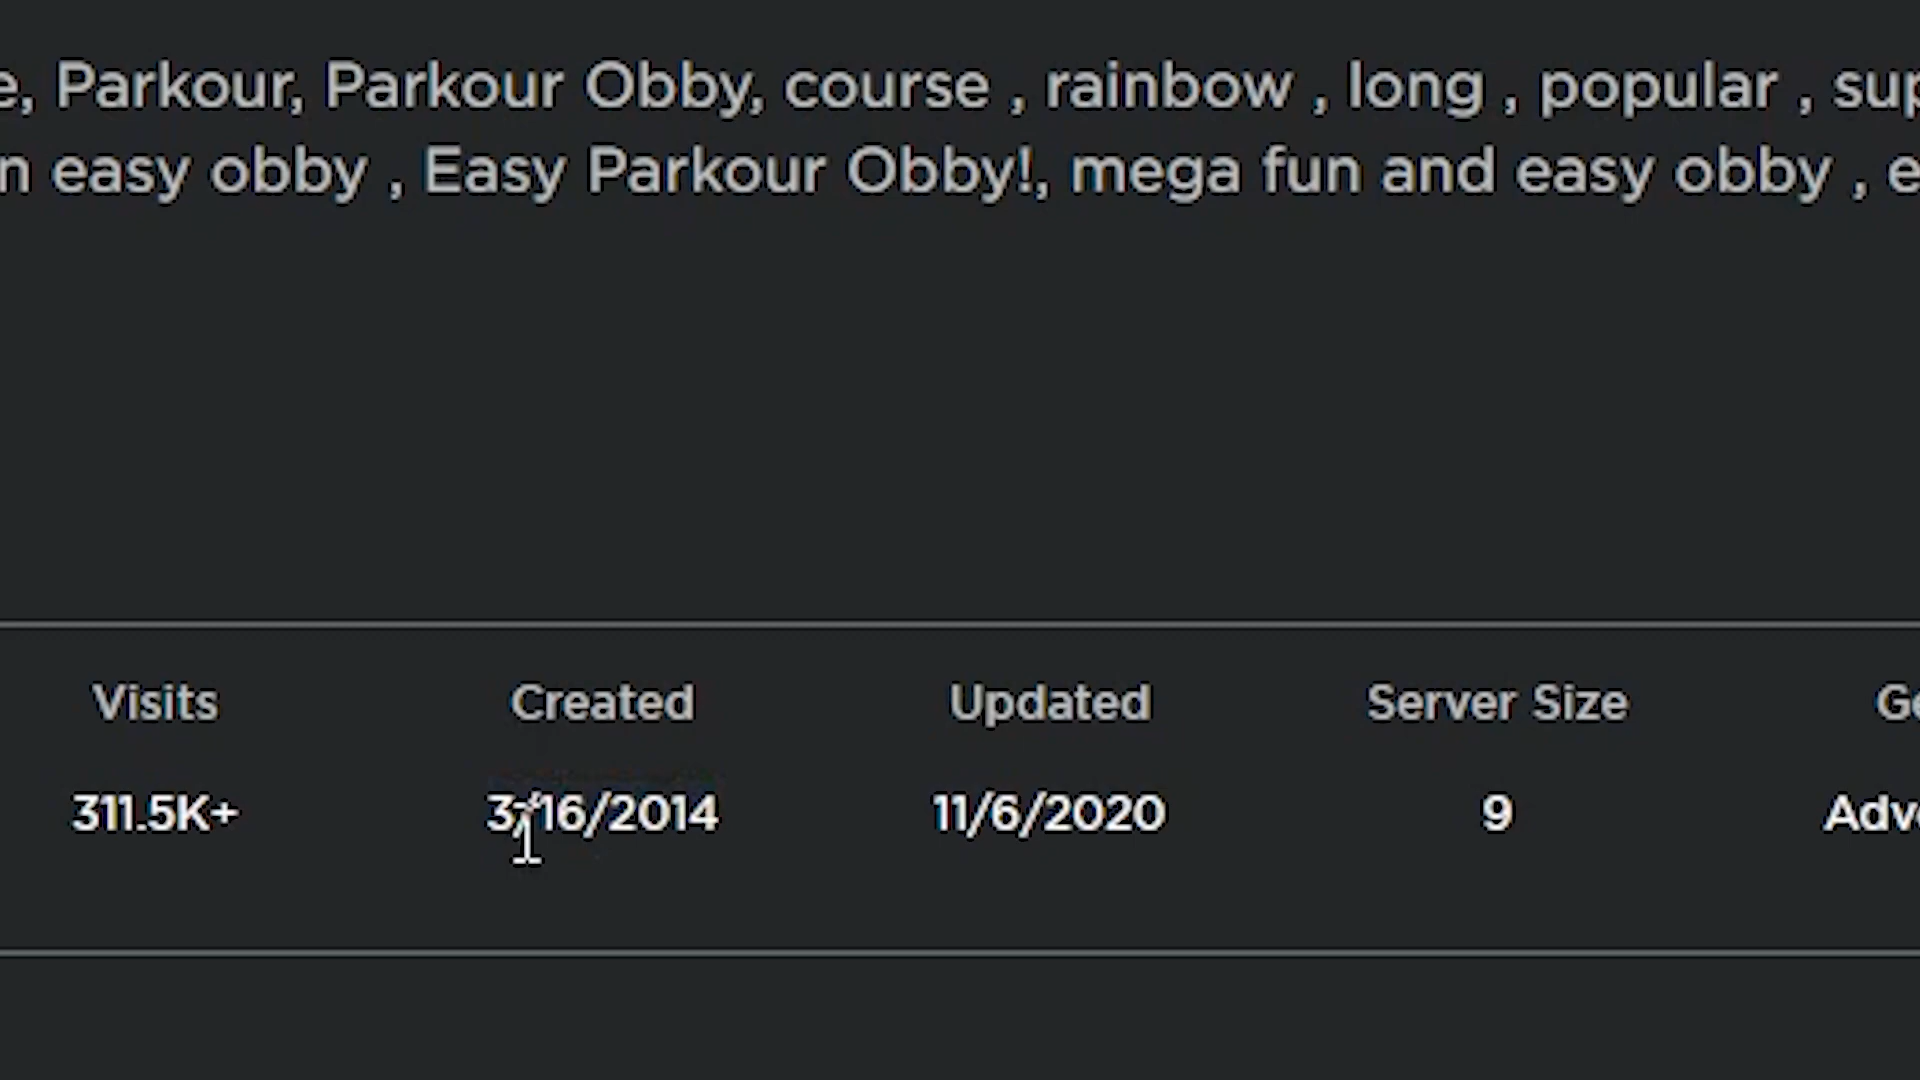 Parkour, Parkour Obby, course , rainbow , long , popular ,
easy obby , Easy Parkour Obby!, mega fun and easy obby ,
Visits Created Updated Server Size
311.5K+ 3/16/2014 11/6/2020 9